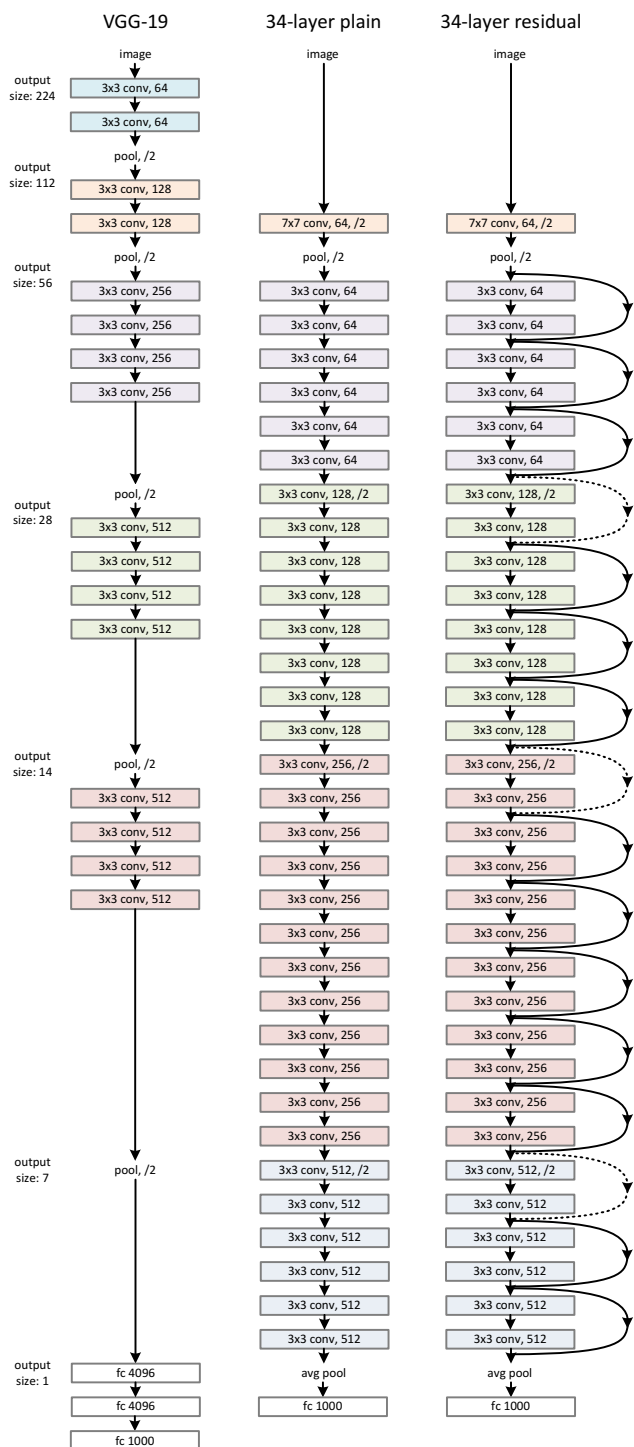 output
size: 224
output
size: 112
output
size: 56
output
size: 28
output
size: 14
output
size: 7
output
size: 1
VGG-19
image
3x3 conv, 64
3x3 conv, 64
pool, /2
3x3 conv, 128
3x3 conv, 128
pool, /2
3x3 conv, 256
3x3 conv, 256
3x3 conv, 256
3x3 conv, 256
pool, /2
3x3 conv, 512
3x3 conv, 512
3x3 conv, 512
3x3 conv, 512
pool, /2
3x3 conv, 512
3x3 conv, 512
3x3 conv, 512
3x3 conv, 512
pool, /2
fc 4096
fc 4096
fc 1000
34-layer plain
image
7x7 conv, 64, /2
pool, /2
3x3 conv, 64
3x3 conv, 64
3x3 conv, 64
3x3 conv, 64
3x3 conv, 64
3x3 conv, 64
3x3 conv, 128, /2
3x3 conv, 128
3x3 conv, 128
3x3 conv, 128
3x3 conv, 128
3x3 conv, 128
3x3 conv, 128
3x3 conv, 128
3x3 conv, 256, /2
3x3 conv, 256
3x3 conv, 256
3x3 conv, 256
3x3 conv, 256
3x3 conv, 256
3x3 conv, 256
3x3 conv, 256
3x3 conv, 256
3x3 conv, 256
3x3 conv, 256
3x3 conv, 256
3x3 conv, 512, /2
3x3 conv, 512
3x3 conv, 512
3x3 conv, 512
3x3 conv, 512
3x3 conv, 512
avg pool
fc 1000
34-layer residual
image
7x7 conv, 64, /2
pool, /2
3x3 conv, 64
3x3 conv, 64
3x3 conv, 64
3x3 conv, 64
3x3 conv, 64
3x3 conv, 64
3x3 conv, 128, /2
3x3 conv, 128
3x3 conv, 128
3x3 conv, 128
3x3 conv, 128
3x3 conv, 128
3x3 conv, 128
3x3 conv, 128
3x3 conv, 256, /2
3x3 conv, 256
3x3 conv, 256
3x3 conv, 256
3x3 conv, 256
3x3 conv, 256
3x3 conv, 256
3x3 conv, 256
3x3 conv, 256
3x3 conv, 256
3x3 conv, 256
3x3 conv, 256
3x3 conv, 512, /2
3x3 conv, 512
3x3 conv, 512
3x3 conv, 512
3x3 conv, 512
3x3 conv, 512
avg pool
fc 1000